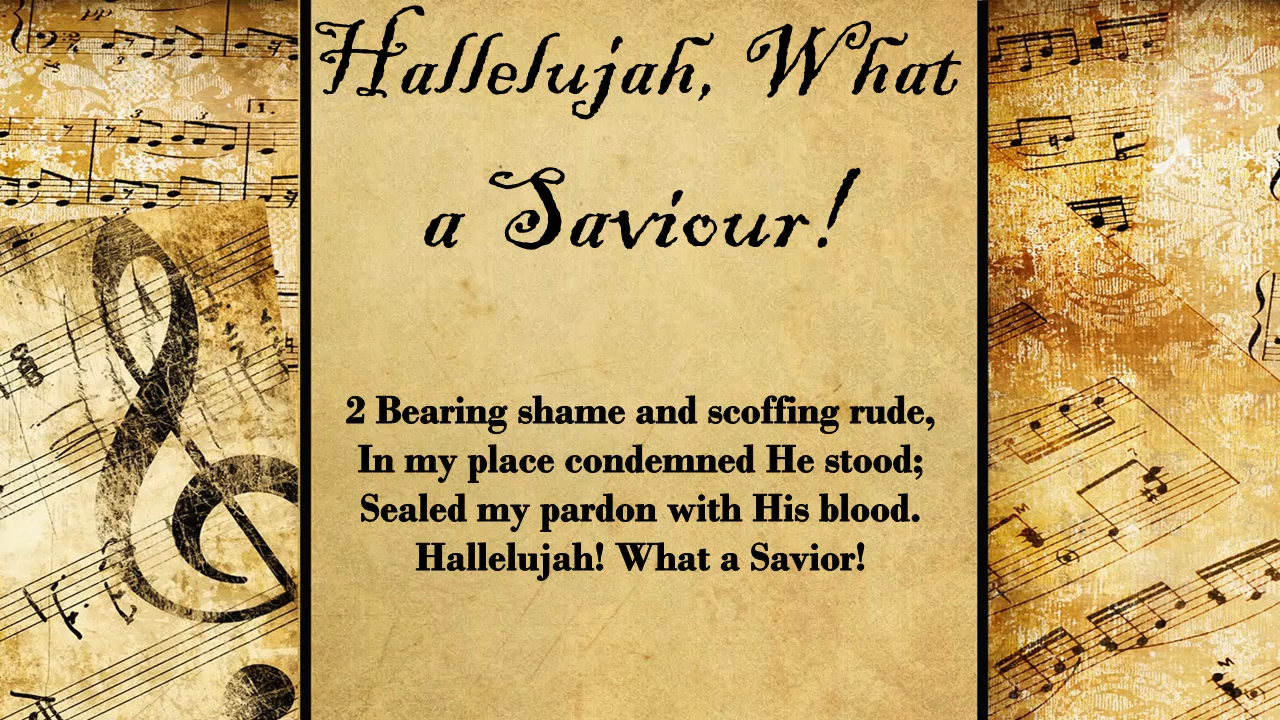 Hallelujah, What
a Saviour!
2 Bearing shame and scoffing rude,
In my place condemned He stood;
Sealed my pardon with His blood.
Hallelujah! What a Savior!